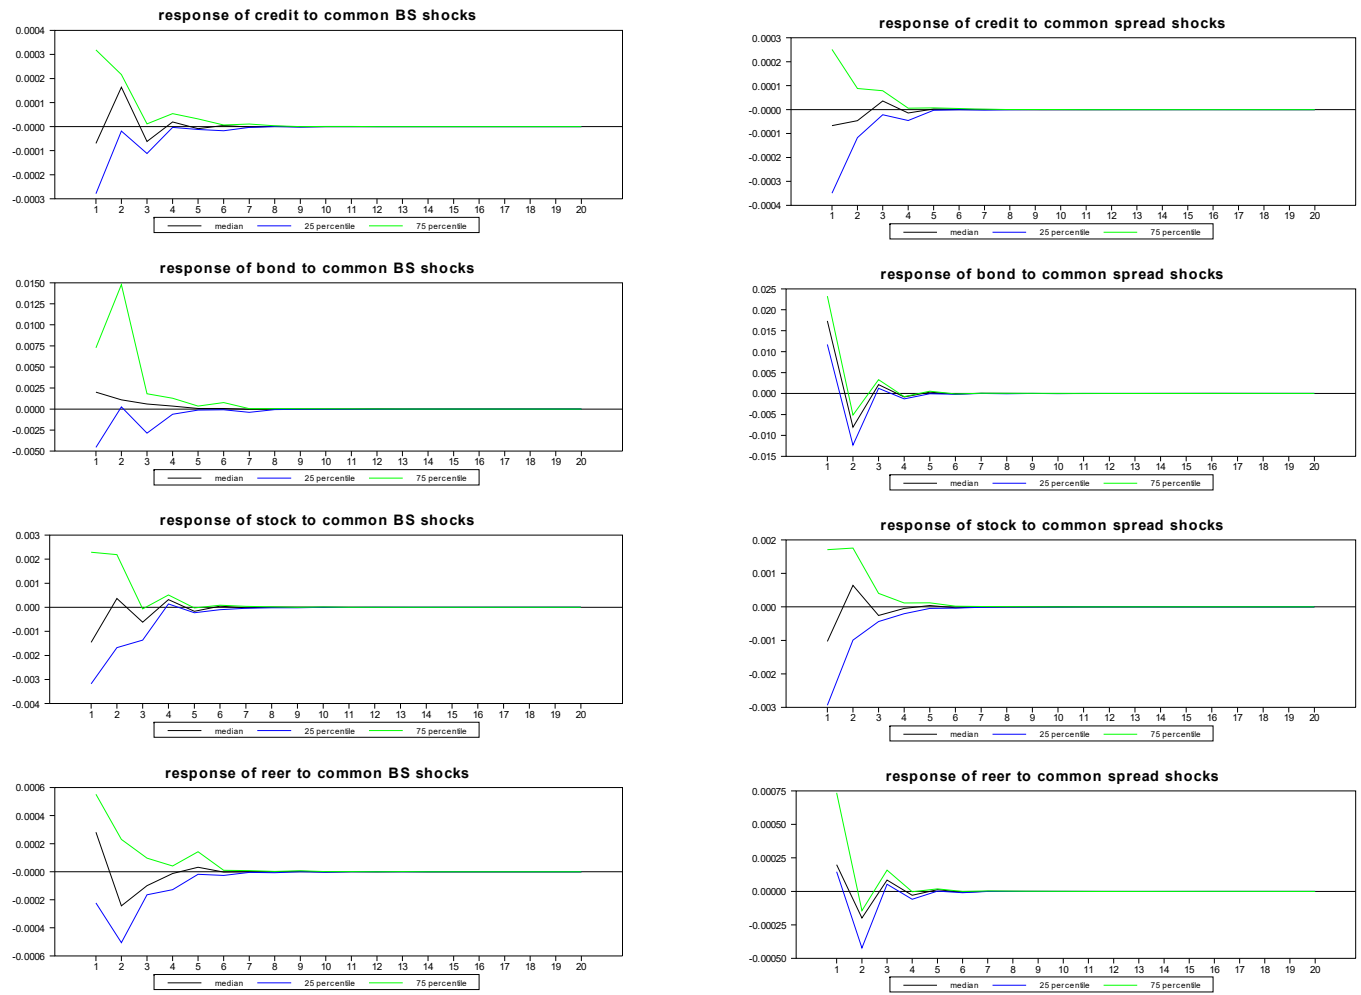 response of credit to common BS shocks
0.0004
0.0003
0.0002
0.0001
-0.0000
-0.0001
-0.0002
-0.0003
1 2 3 4 5 6 7 8 9 10 11 12 13 14 15 16 17 18 19 20
median 25 percentile 75 percentile
response of credit to common spread shocks
0.0003
0.0002
0.0001
-0.0000
-0.0001
-0.0002
-0.0003
-0.0004
1 2 3 4 5 6 7 8 9 10 11 12 13 14 15 16 17 18 19 20
median 25 percentile 75 percentile
response of bond to common BS shocks
0.0150
0.0125
0.0100
0.0075
0.0050
0.0025
0.0000
-0.0025
-0.0050
1 2 3 4 5 6 7 8 9 10 11 12 13 14 15 16 17 18 19 20
median 25 percentile 75 percentile
response of bond to common spread shocks
0.025
0.020
0.015
0.010
0.005
0.000
-0.005
-0.010
-0.015
1 2 3 4 5 6 7 8 9 10 11 12 13 14 15 16 17 18 19 20
median 25 percentile 75 percentile
response of stock to common BS shocks
0.003
0.002
0.001
0.000
-0.001
-0.002
-0.003
-0.004
1 2 3 4 5 6 7 8 9 10 11 12 13 14 15 16 17 18 19 20
median 25 percentile 75 percentile
response of stock to common spread shocks
0.002
0.001
0.000
-0.001
-0.002
-0.003
1 2 3 4 5 6 7 8 9 10 11 12 13 14 15 16 17 18 19 20
median 25 percentile 75 percentile
response of reer to common BS shocks
0.0006
0.0004
0.0002
-0.0000
-0.0002
-0.0004
-0.0006
1 2 3 4 5 6 7 8 9 10 11 12 13 14 15 16 17 18 19 20
median 25 percentile 75 percentile
response of reer to common spread shocks
0.00075
0.00050
0.00025
0.00000
-0.00025
-0.00050
1 2 3 4 5 6 7 8 9 10 11 12 13 14 15 16 17 18 19 20
median 25 percentile 75 percentile